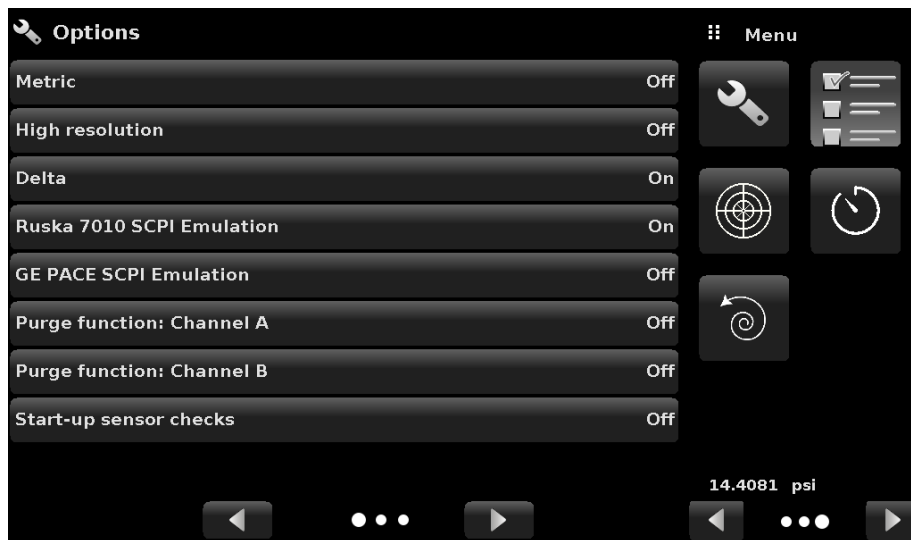 Options
Metric Off
High resolution Off
Delta On
Ruska 7010 SCPI Emulation On
GE PACE SCPI Emulation Off
Purge function: Channel A Off
Purge function: Channel B Off
Start-up sensor checks Off
Menu
14.4081 psi